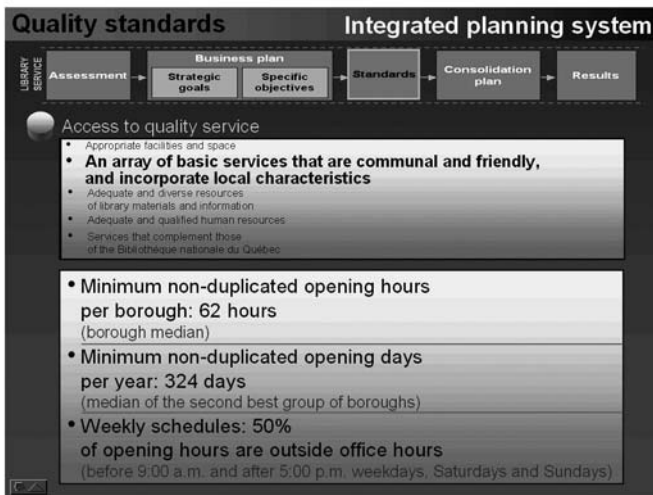 Quality standards
Integrated planning system
LIBRARY
SERVICE
Assessment
Business plan
Strategic
goals
Specific
objectives
Standards
Consolidation
plan
Results
Access to quality service
• Appropriate facilities and space
• An array of basic services that are communal and friendly,
and incorporate local characteristics
• Adequate and diverse resources
of library materials and information
• Adequate and qualified human resources
• Services that complement those
of the Bibliothèque nationale du Québec
• Minimum non-duplicated opening hours
per borough: 62 hours
(borough median)
• Minimum non-duplicated opening days
per year: 324 days
(median of the second best group of boroughs)
• Weekly schedules: 50%
of opening hours are outside office hours
(before 9:00 a.m. and after 5:00 p.m. weekdays, Saturdays and Sundays)